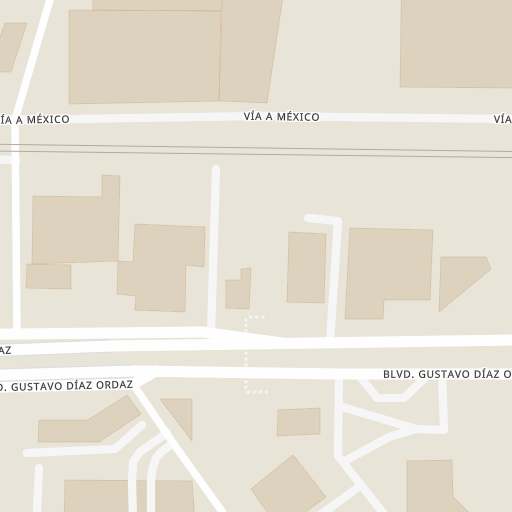 ÍA A MÉXICO
VÍA A MÉXICO
VÍA
AZ
BLVD. GUSTAVO DÍAZ O
D. GUSTAVO DÍAZ ORDAZ